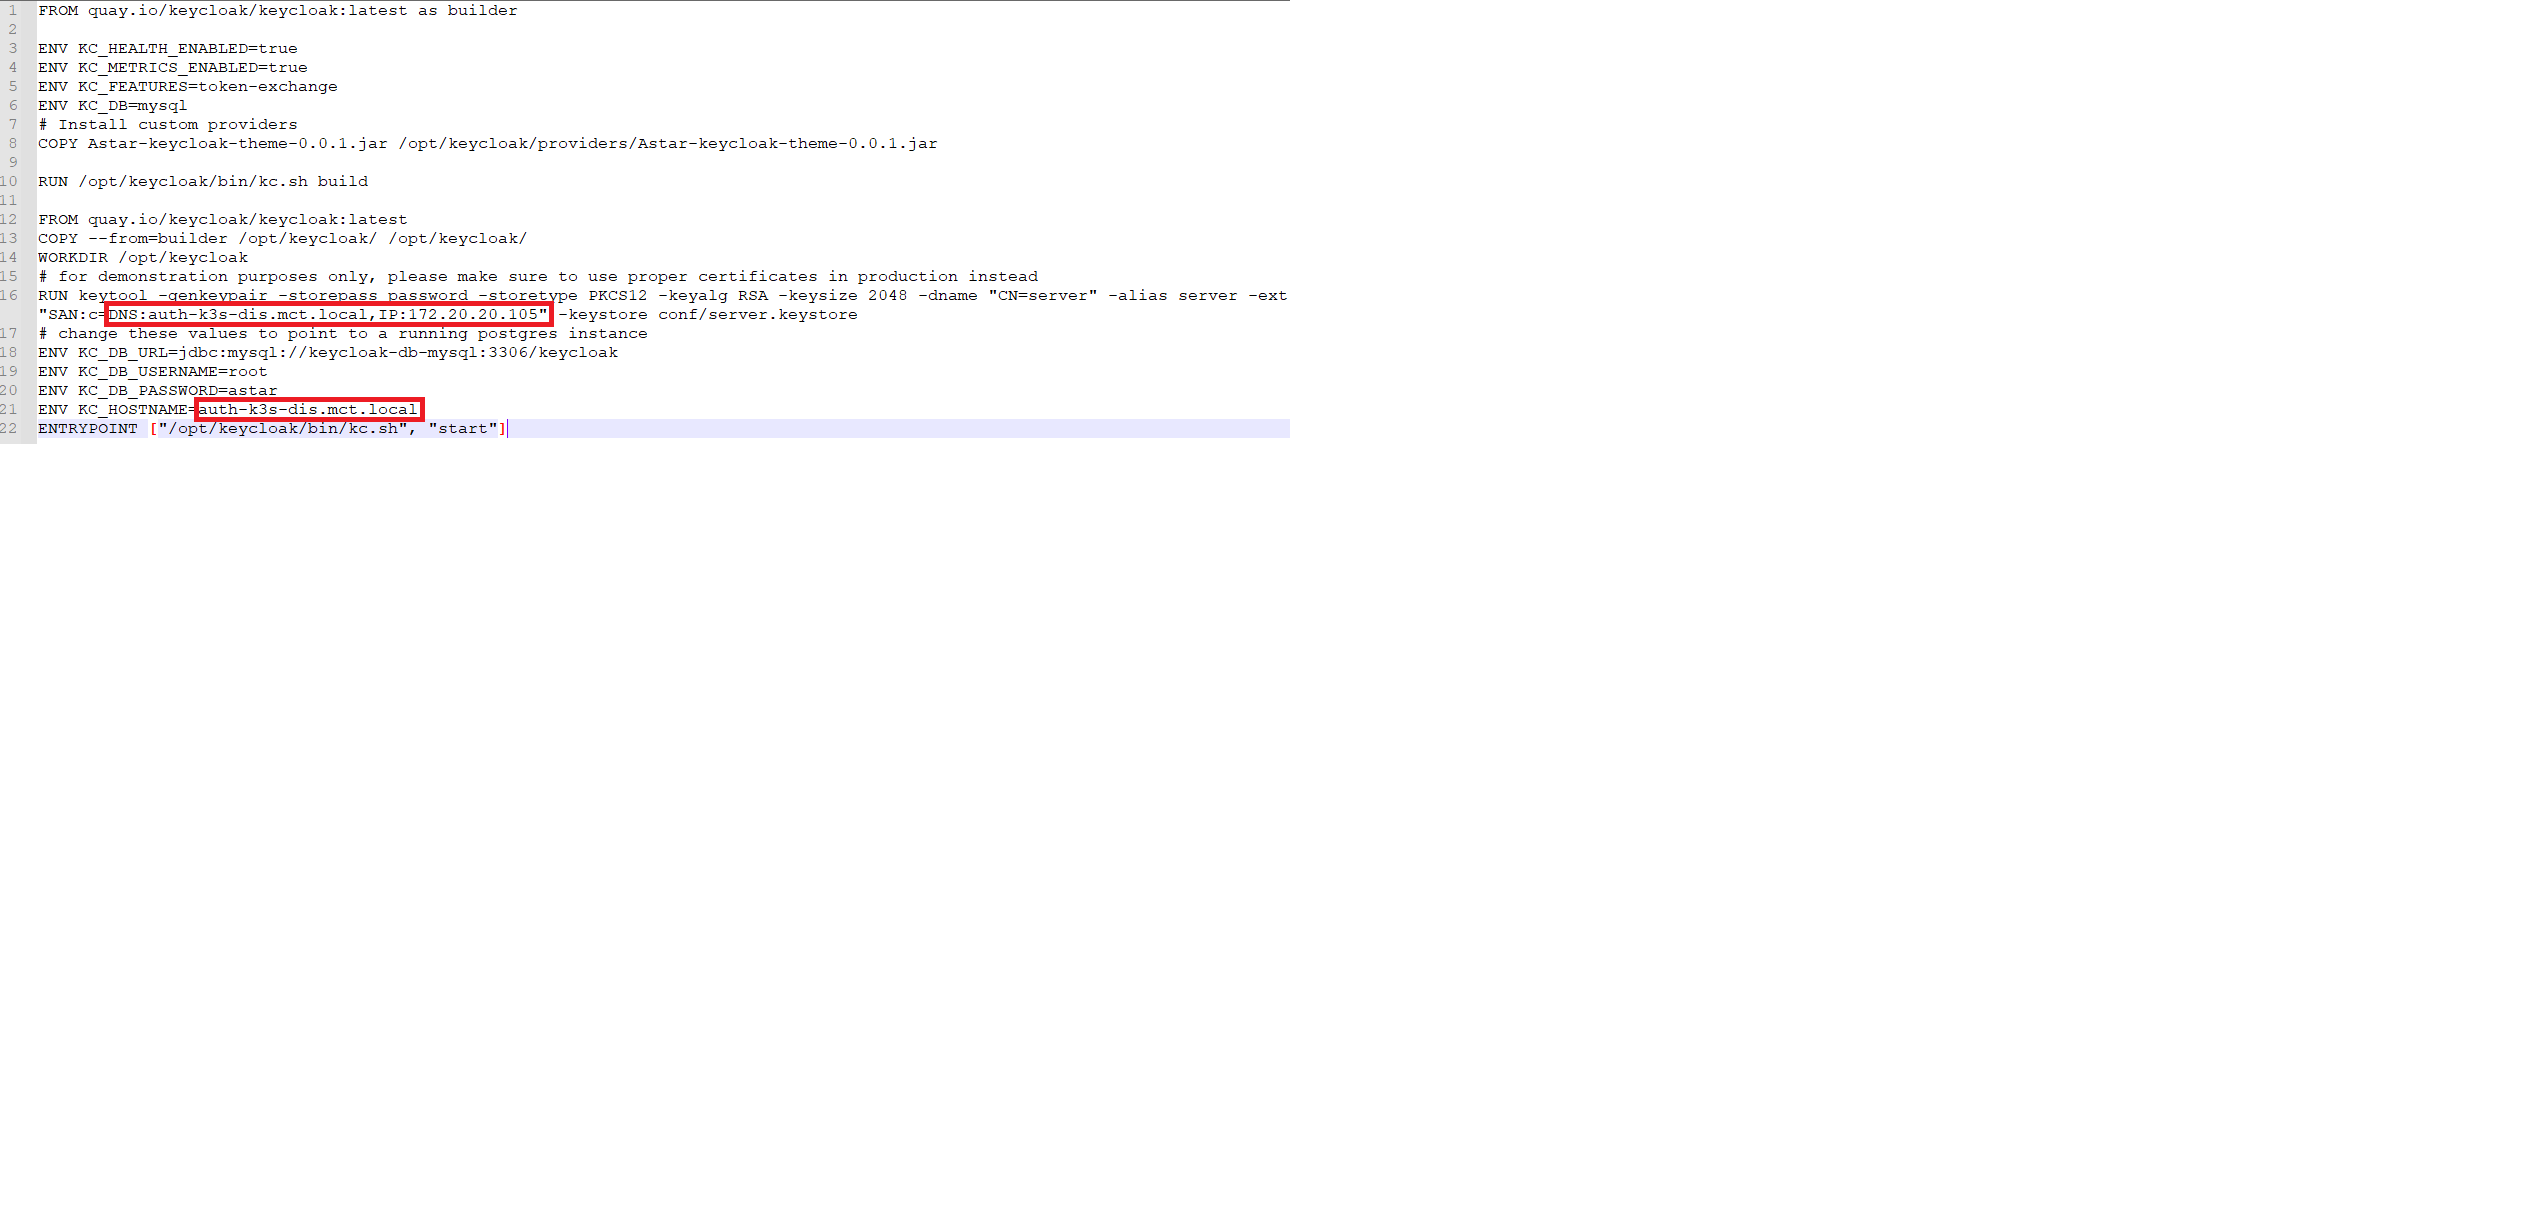 1 FROM quay.io/keycloak/keycloak:latest as builder
2
3 ENV KC_HEALTH_ENABLED=true
4 ENV KC_METRICS_ENABLED=true
5 ENV KC_FEATURES=token-exchange
6 ENV KC_DB=mysql
7 # Install custom providers
8 COPY Astar-keycloak-theme-0.0.1.jar /opt/keycloak/providers/Astar-keycloak-theme-0.0.1.jar
9
10 RUN /opt/keycloak/bin/kc.sh build
11
12 FROM quay.io/keycloak/keycloak:latest
13 COPY --from=builder /opt/keycloak/ /opt/keycloak/
14 WORKDIR /opt/keycloak
15 # for demonstration purposes only, please make sure to use proper certificates in production instead
16 RUN keytool -genkeypair -storepass password -storetype PKCS12 -keyalg RSA -keysize 2048 -dname "CN=server" -alias server -ext
"SAN:c=DNS:auth-k3s-dis.mct.local,IP:172.20.20.105" -keystore conf/server.keystore
17 # change these values to point to a running postgres instance
18 ENV KC_DB_URL=jdbc:mysql://keycloak-db-mysql:3306/keycloak
19 ENV KC_DB_USERNAME=root
20 ENV KC_DB_PASSWORD=astar
21 ENV KC_HOSTNAME=auth-k3s-dis.mct.local
22 ENTRYPOINT ["/opt/keycloak/bin/kc.sh", "start"]